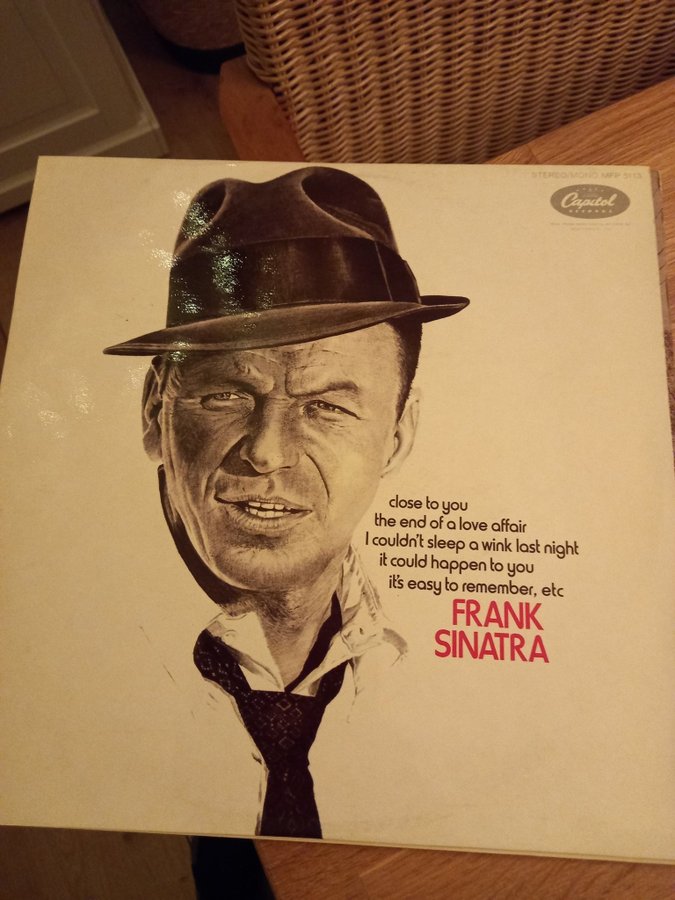 STEREO/MONO MFP 5113
Capitol
RECORDS
close to you
the end of a love affair
I couldn't sleep a wink last night
it could happen to you
it's easy to remember, etc
FRANK
SINATRA